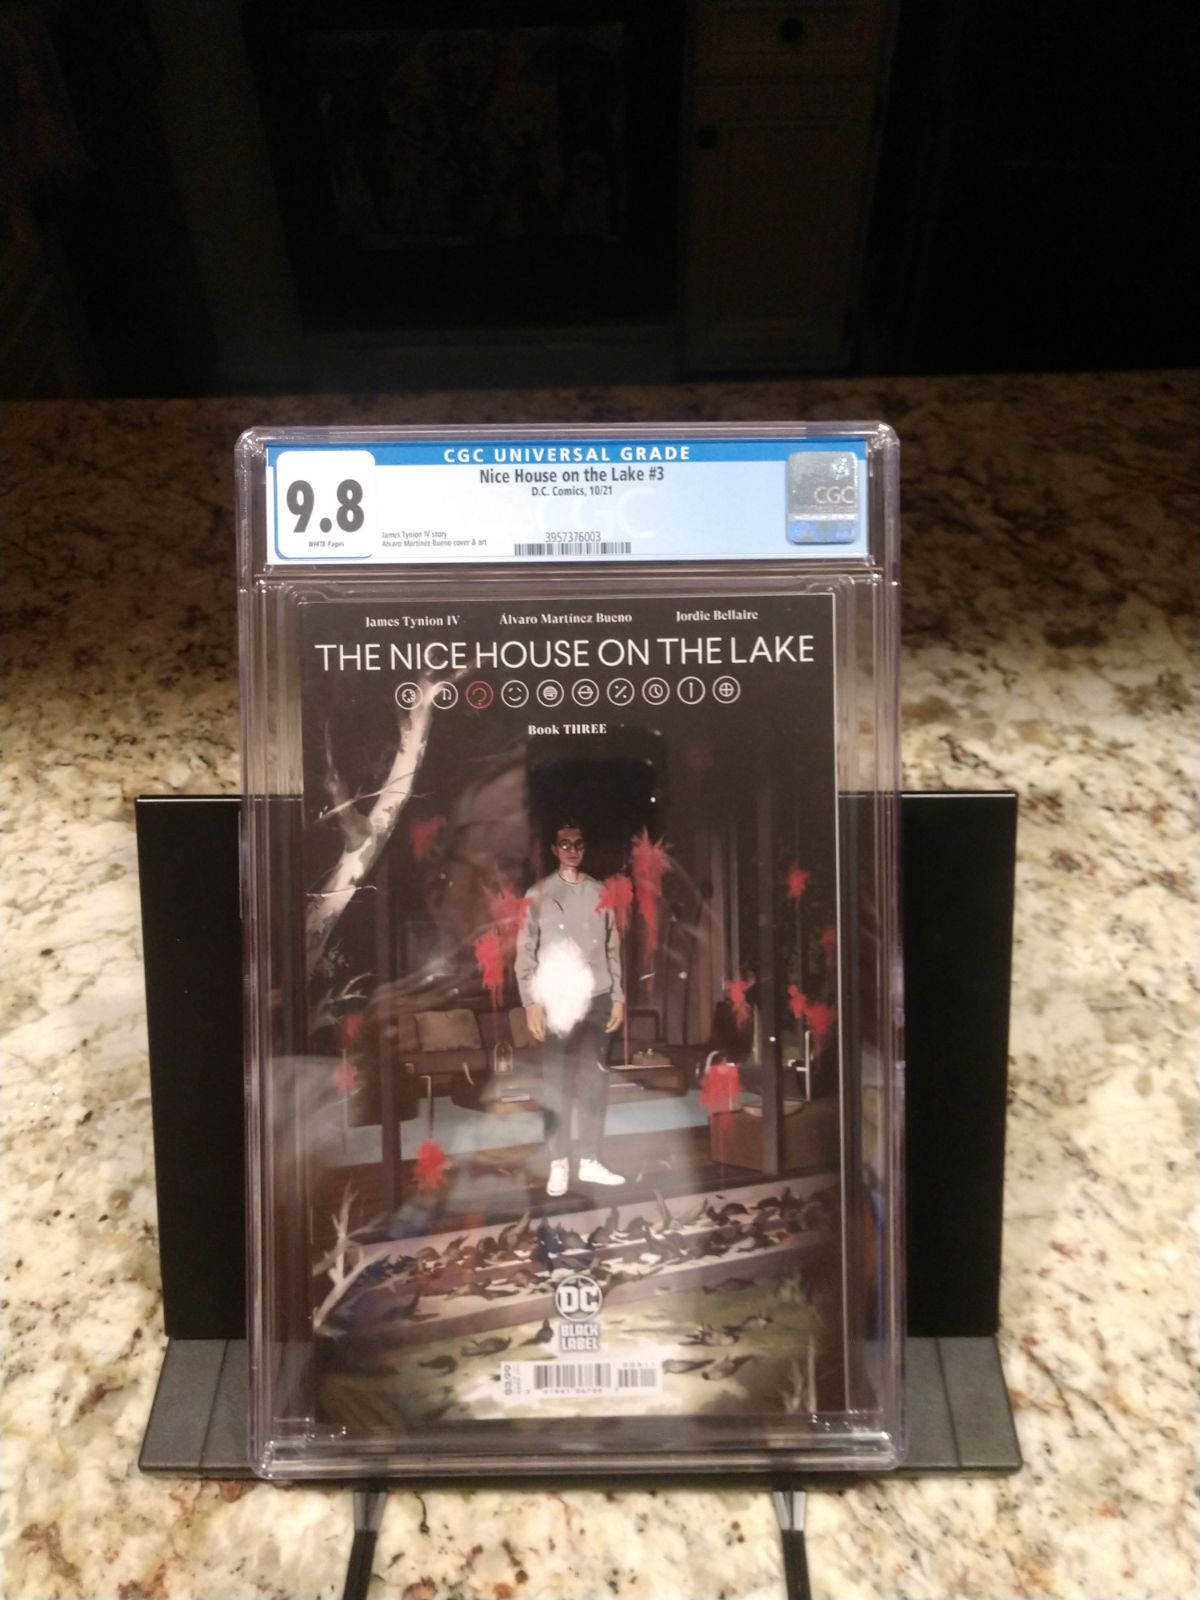 CGC UNIVERSAL GRADE
9.8
WHITE Pages
Nice House on the Lake #3
D.C. Comics, 10/21
James Tynion IV story
Alvaro Martinez Bueno cover & art
3957376003
CGC
CGC
James Tynion IV Álvaro Martínez Bueno Jordie Bellaire
THE NICE HOUSE ON THE LAKE
Book THREE
DC
BLACK
LABEL